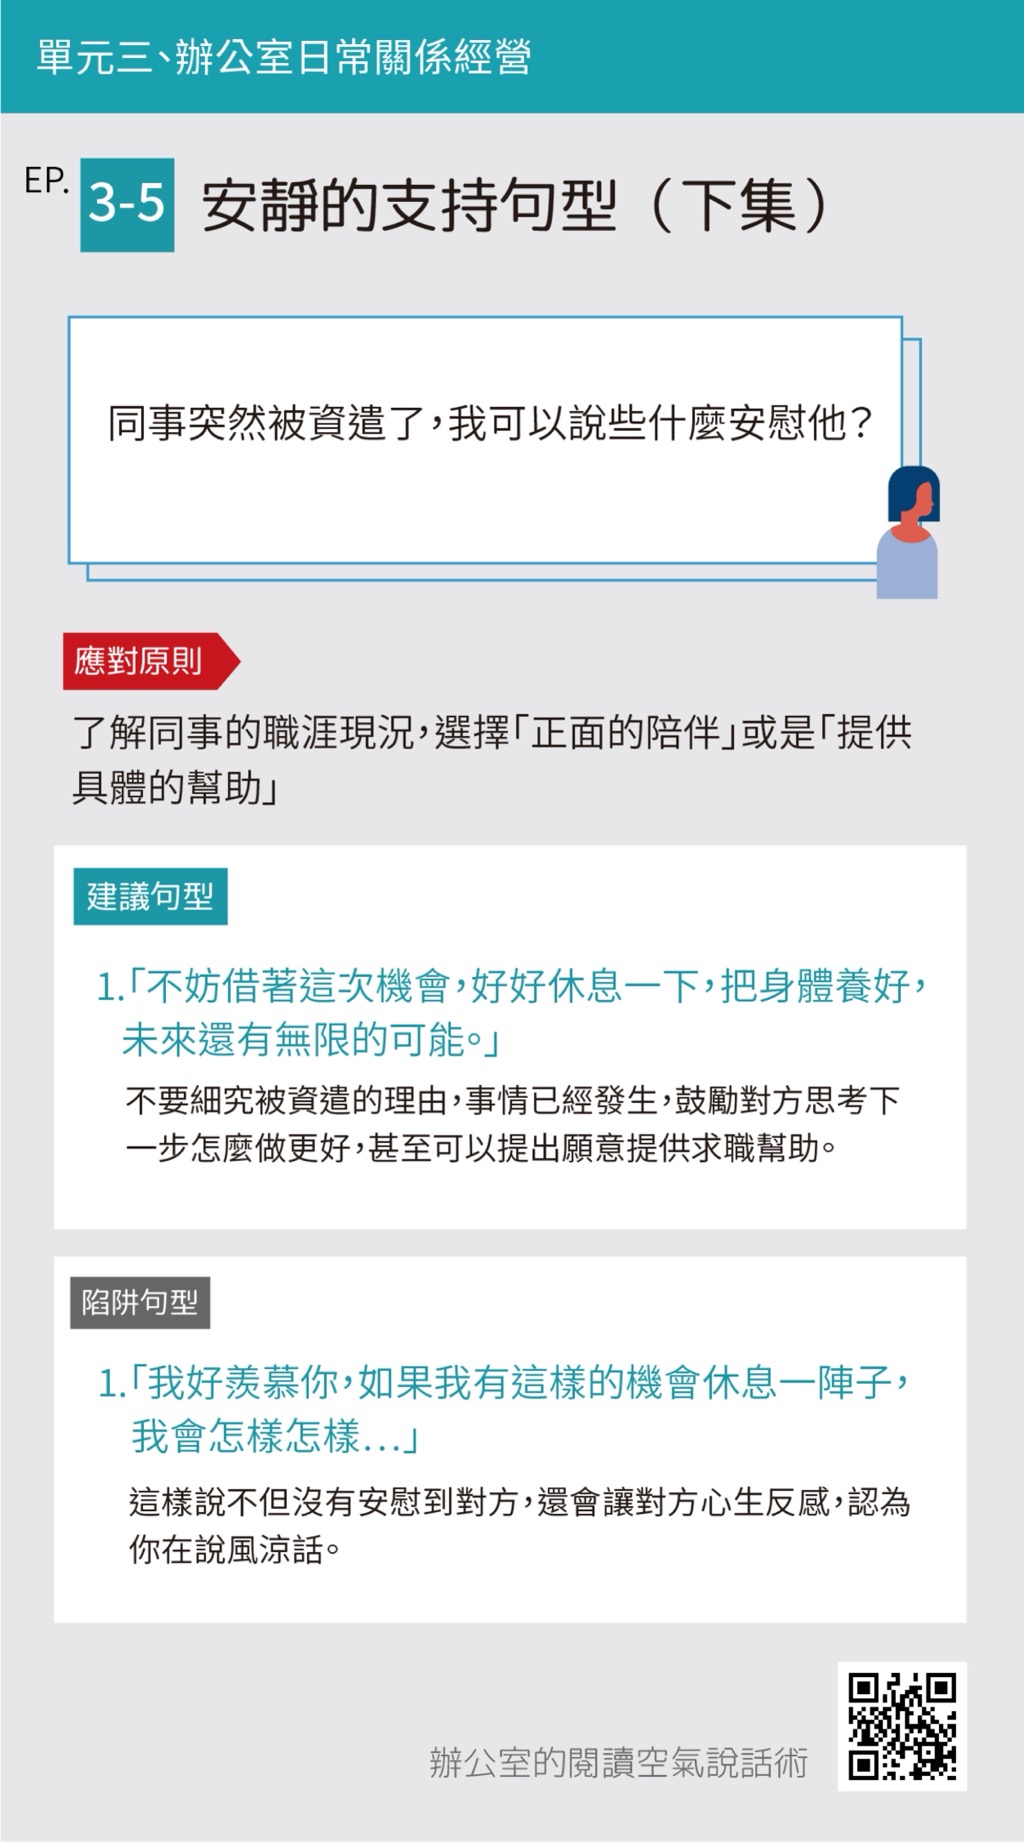 單元三、辦公室日常關係經營
EP. 3-5 安靜的支持句型（下集）
同事突然被資遣了，我可以說些什麼安慰他？
應對原則
了解同事的職涯現況，選擇「正面的陪伴」或是「提供
具體的幫助」
建議句型
1.「不妨借著這次機會，好好休息一下，把身體養好，
未來還有無限的可能。」
不要細究被資遣的理由，事情已經發生，鼓勵對方思考下
一步怎麼做更好，甚至可以提出願意提供求職幫助。
陷阱句型
1.「我好羨慕你，如果我有這樣的機會休息一陣子，
我會怎樣怎樣...」
這樣說不但沒有安慰到對方，還會讓對方心生反感，認為
你在說風涼話。
辦公室的閱讀空氣說話術